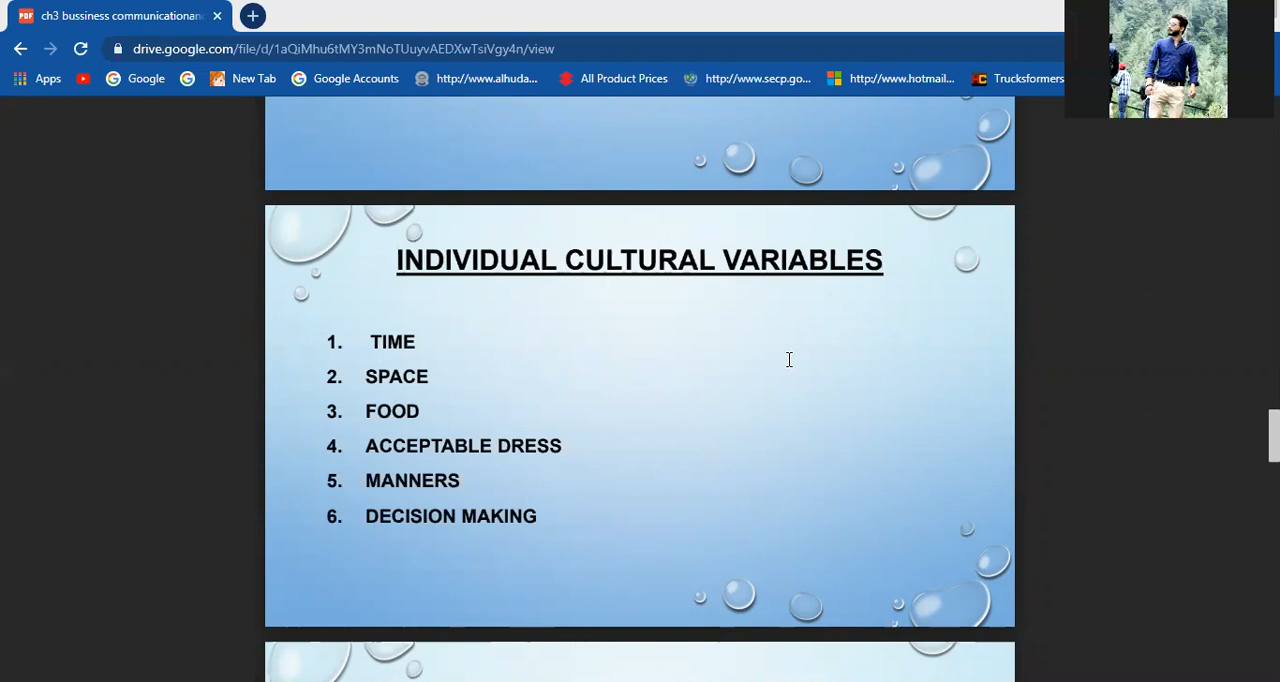 ch3 bussiness communicationan
drive.google.com/file/d/1aQiMhu6tMY3mNoTUuyvAEDXwTsiVgy4n/view
Apps Google New Tab Google Accounts http://www.alhuda... All Product Prices http://www.secp.go... http://www.hotmail... Trucksformers
INDIVIDUAL CULTURAL VARIABLES
1. TIME
2. SPACE
3. FOOD
4. ACCEPTABLE DRESS
5. MANNERS
6. DECISION MAKING